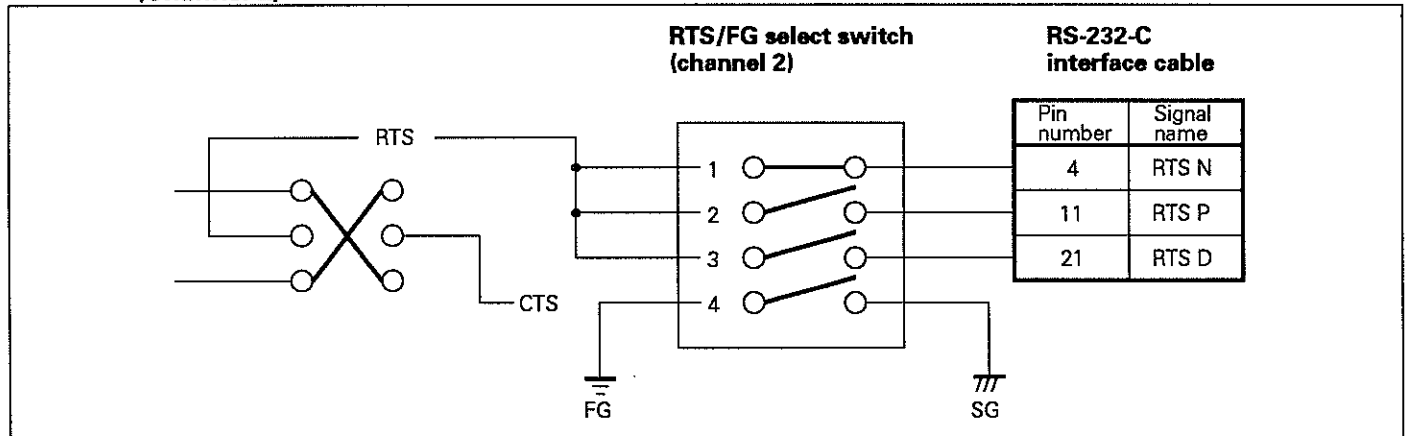 RTS/FG select switch
(channel 2)
RS-232-C
interface cable
Pin number
Signal name
4 RTS N
11 RTS P
21 RTS D
RTS
1
2
3
4
CTS
FG
SG